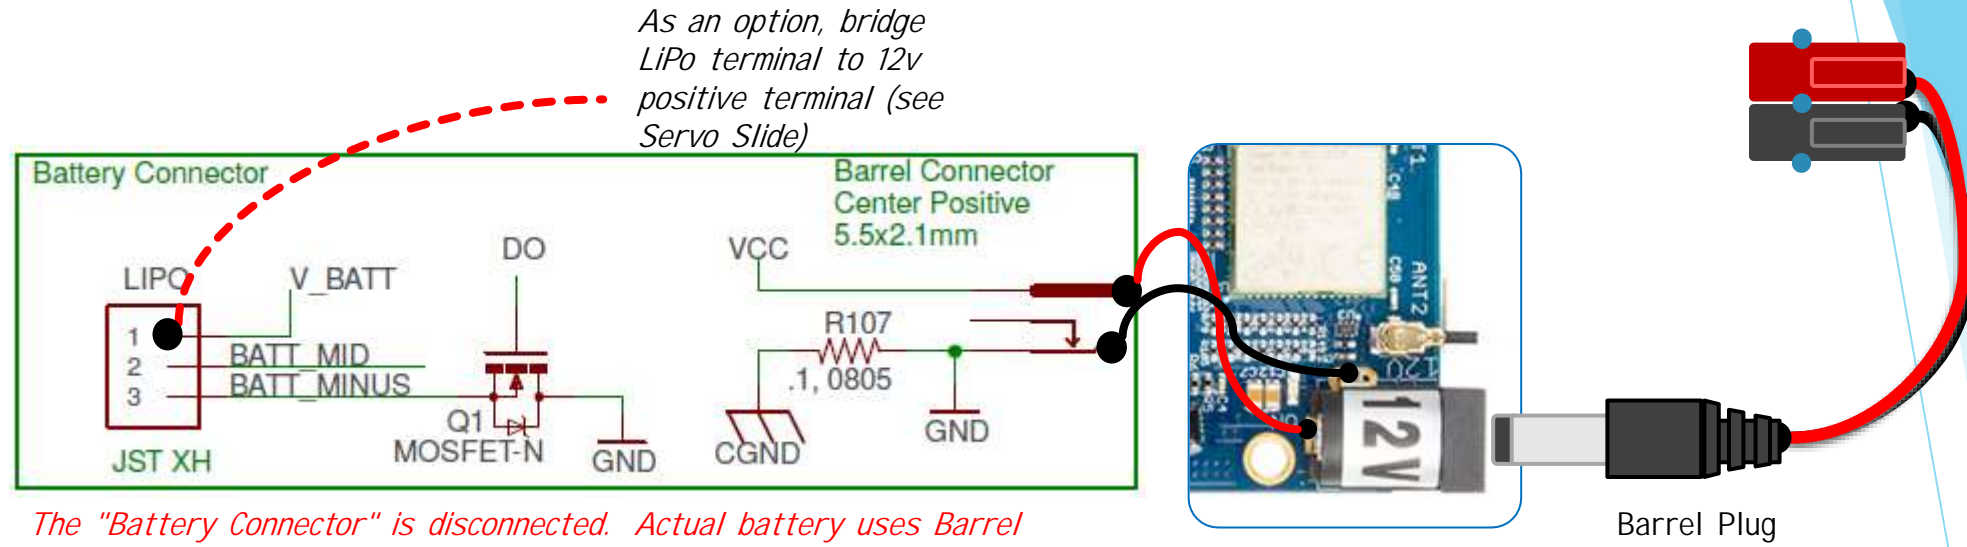 As an option, bridge
LiPo terminal to 12v
positive terminal (see
Servo Slide)
Battery Connector
Barrel Connector
Center Positive
5.5x2.1mm
LIPO
V_BATT
DO
VCC
1
2
3
BATT_MID
BATT_MINUS
R107
.1, 0805
Q1
MOSFET-N
GND
CGND
GND
JST XH
C48
C50
ANT2
12V
The "Battery Connector" is disconnected. Actual battery uses Barrel
Barrel Plug